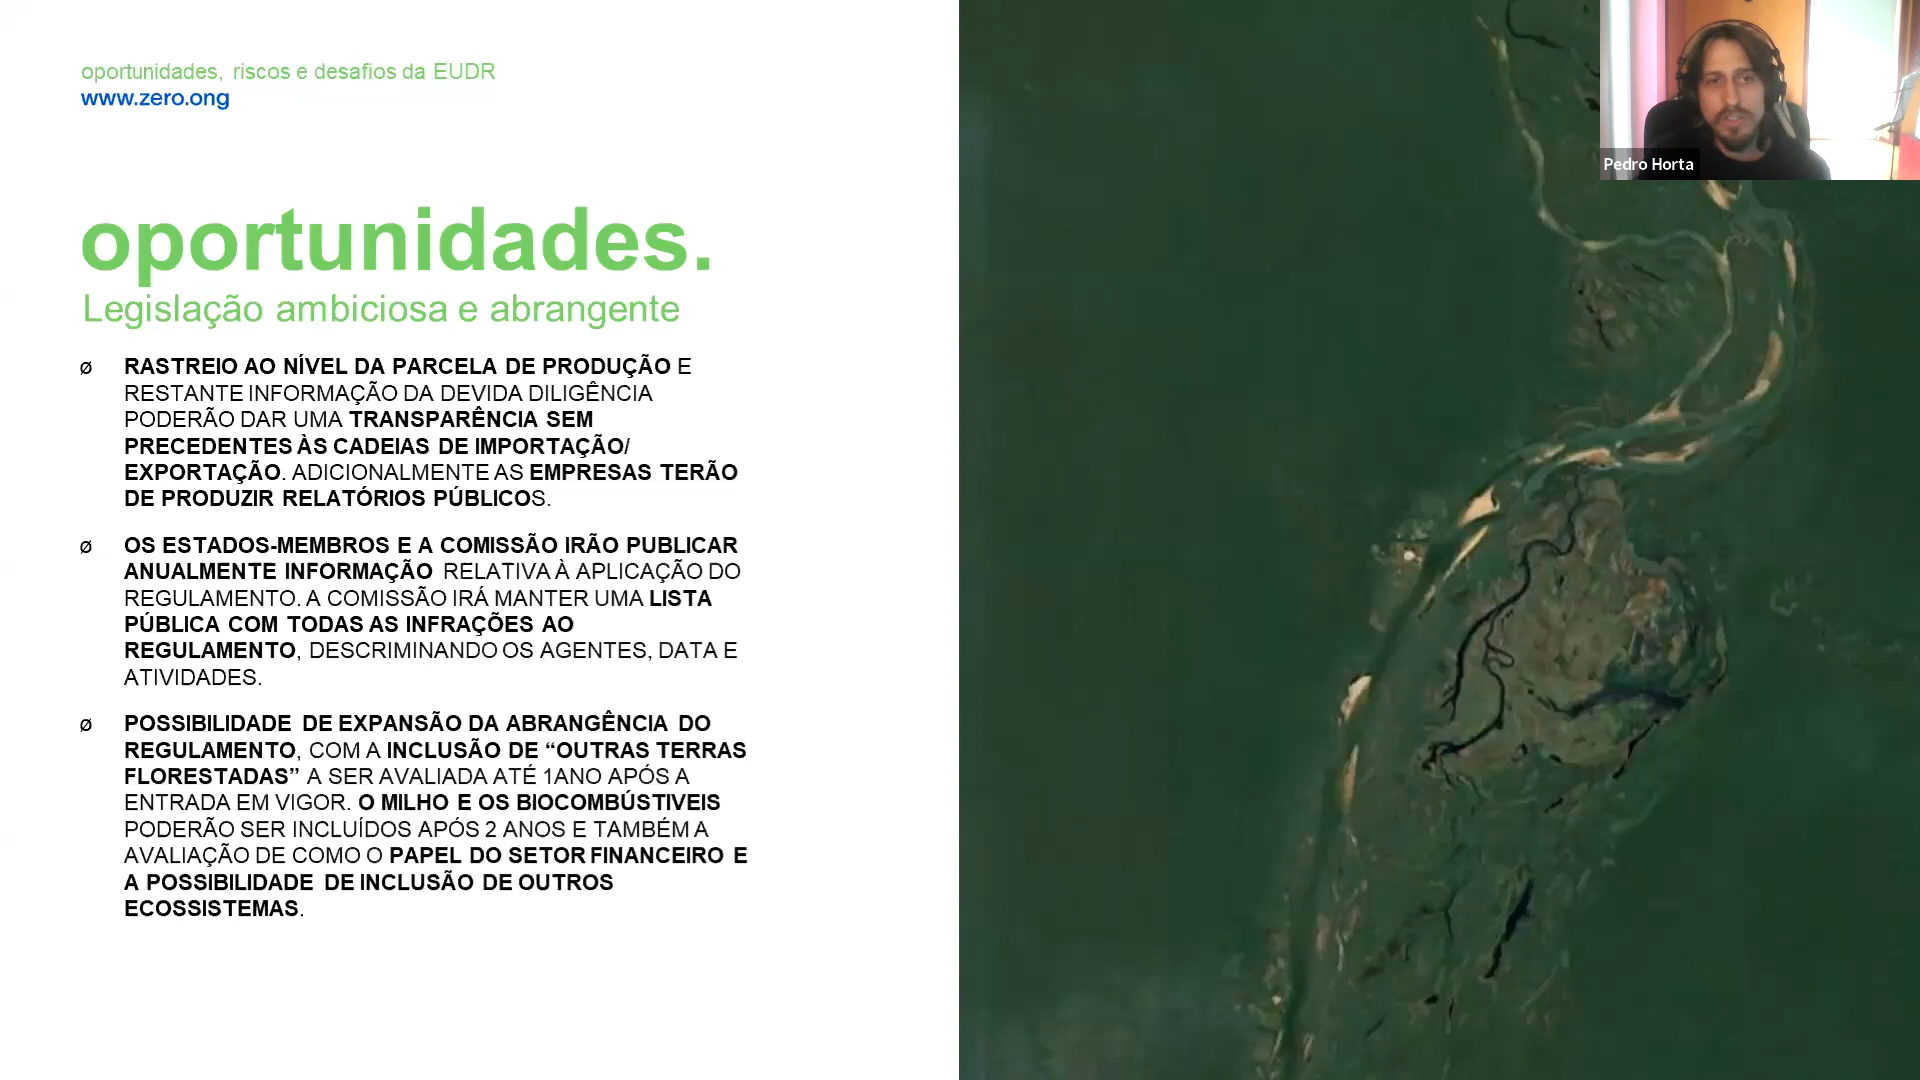 oportunidades, riscos e desafios da EUDR
www.zero.ong
Pedro Horta
oportunidades.
Legislação ambiciosa e abrangente
ø RASTREIO AO NÍVEL DA PARCELA DE PRODUÇÃO E
RESTANTE INFORMAÇÃO DA DEVIDA DILIGÊNCIA
PODERÃO DAR UMA TRANSPARÊNCIA SEM
PRECEDENTES ÀS CADEIAS DE IMPORTAÇÃO/
EXPORTAÇÃO. ADICIONALMENTE AS EMPRESAS TERÃO
DE PRODUZIR RELATÓRIOS PÚBLICOS.
ø OS ESTADOS-MEMBROS E A COMISSÃO IRÃO PUBLICAR
ANUALMENTE INFORMAÇÃO RELATIVA À APLICAÇÃO DO
REGULAMENTO. A COMISSÃO IRÁ MANTER UMA LISTA
PÚBLICA COM TODAS AS INFRAÇÕES AO
REGULAMENTO, DESCRIMINANDO OS AGENTES, DATA E
ATIVIDADES.
ø POSSIBILIDADE DE EXPANSÃO DA ABRANGÊNCIA DO
REGULAMENTO, COM A INCLUSÃO DE “OUTRAS TERRAS
FLORESTADAS” A SER AVALIADA ATÉ 1ANO APÓS A
ENTRADA EM VIGOR. O MILHO E OS BIOCOMBÚSTIVEIS
PODERÃO SER INCLUÍDOS APÓS 2 ANOS E TAMBÉM A
AVALIAÇÃO DE COMO O PAPEL DO SETOR FINANCEIRO E
A POSSIBILIDADE DE INCLUSÃO DE OUTROS
ECOSSISTEMAS.